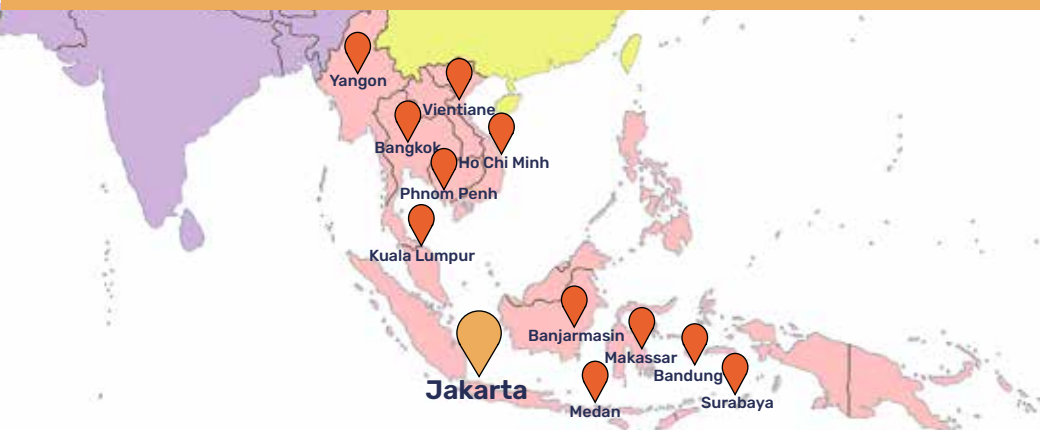 Yangon
Vientiane
Bangkok
Ho Chi Minh
Phnom Penh
Kuala Lumpur
Banjarmasin
Makassar
Bandung
Jakarta
Surabaya
Medan